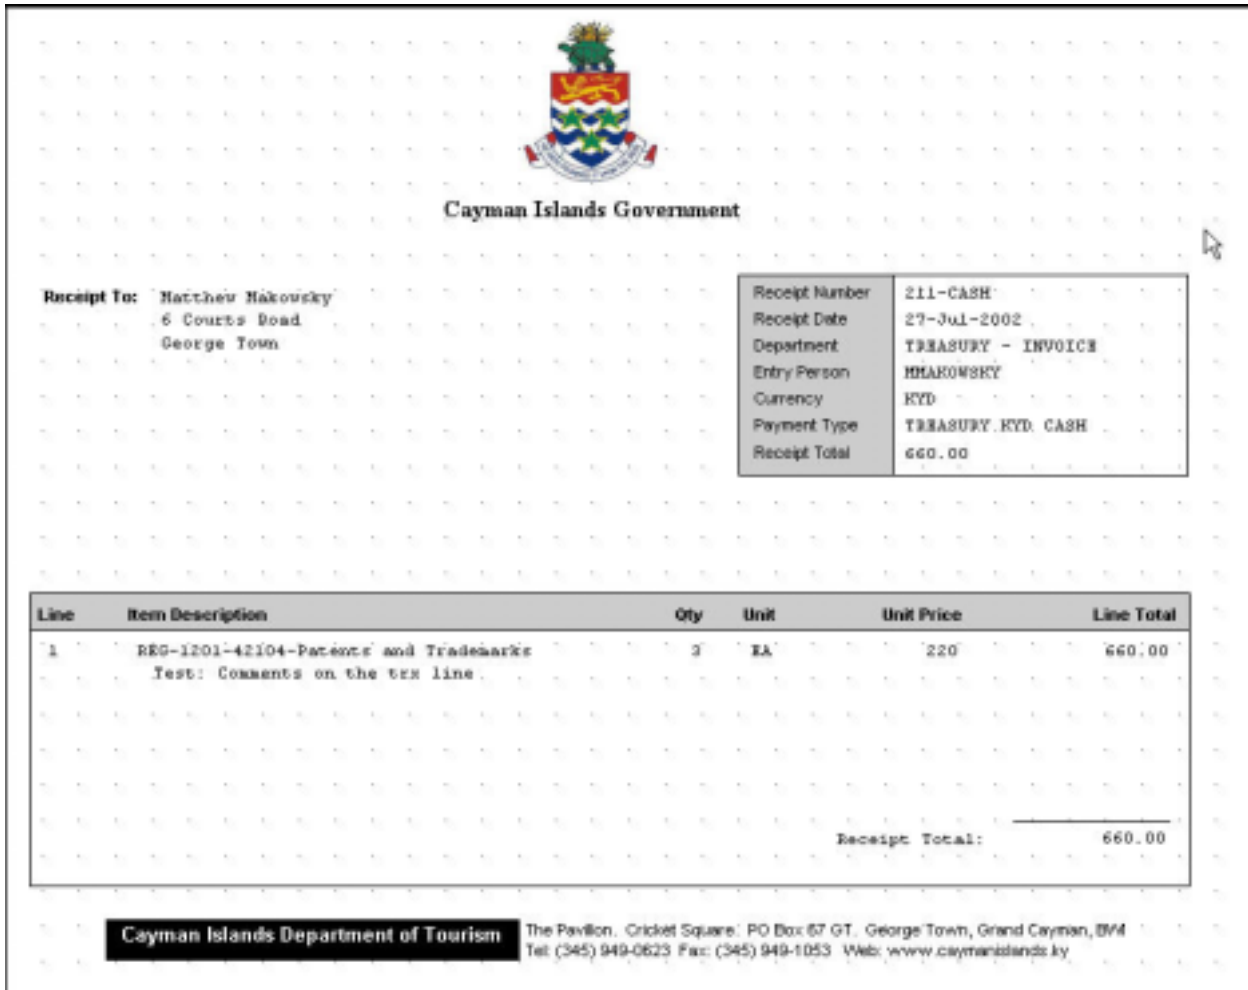 Cayman Islands Government
Receipt To: Matthew Makowsky
6 Courts Road
George Town
Receipt Number 211-CASH
Receipt Date 27-Jul-2002
Department TREASURY - INVOICE
Entry Person MMAKOWSKY
Currency KYD
Payment Type TREASURY KYD CASH
Receipt Total 660.00
Line Item Description Qty Unit Unit Price Line Total
1 REG-1201-42104-Patents and Trademarks 3 EA 220 660.00
Test: Comments on the trx line
Receipt Total: 660.00
Cayman Islands Department of Tourism
The Pavilion. Cricket Square. PO Box 67 GT. George Town, Grand Cayman, BWI
Tel: (345) 949-0623 Fax: (345) 949-1053 Web: www.caymanislands.ky